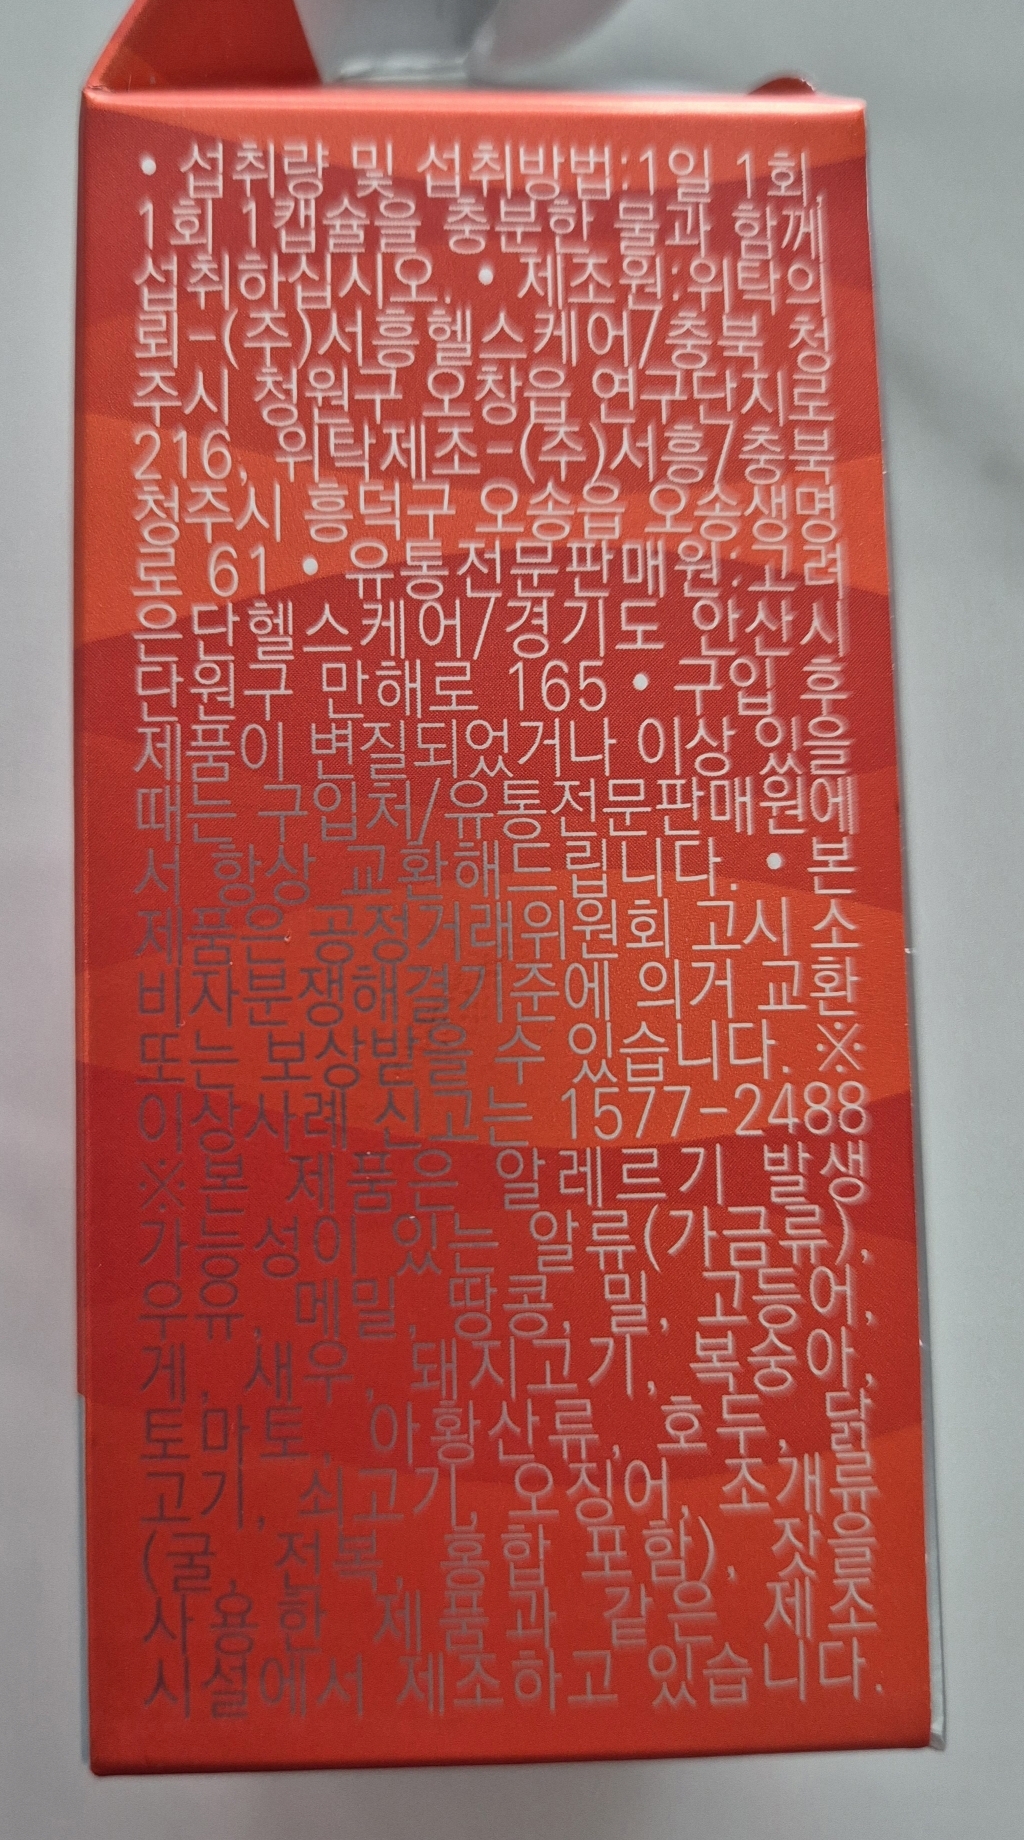 • 섭취량 및 섭취방법:1일 1회,
1회 1캡슐을 충분한 물과 함께
섭취하십시오. • 제조원:위탁의
뢰-(주)서흥헬스케어/충북 청
주시 청원구 오창읍 연구단지로
216, 위탁제조-(주)서흥/충북
청주시 흥덕구 오송읍 오송생명
로 61 • 유통전문판매원:고려
은단헬스케어/경기도 안산시
단원구 만해로 165 • 구입 후
제품이 변질되었거나 이상 있을
때는 구입처/유통전문판매원에
서 항상 교환해드립니다. • 본
제품은 공정거래위원회 고시 소
비자분쟁해결기준에 의거 교환
또는 보상받을 수 있습니다. ※
이상사례 신고는 1577-2488
※본 제품은 알레르기 발생
가능성이 있는 알류(가금류),
우유, 메밀, 땅콩, 밀, 고등어,
게, 새우, 돼지고기, 복숭아,
토마토, 아황산류, 호두, 닭
고기, 쇠고기, 오징어, 조개류
(굴, 전복, 홍합 포함), 잣을
사용한 제품과 같은 제조
시설에서 제조하고 있습니다.